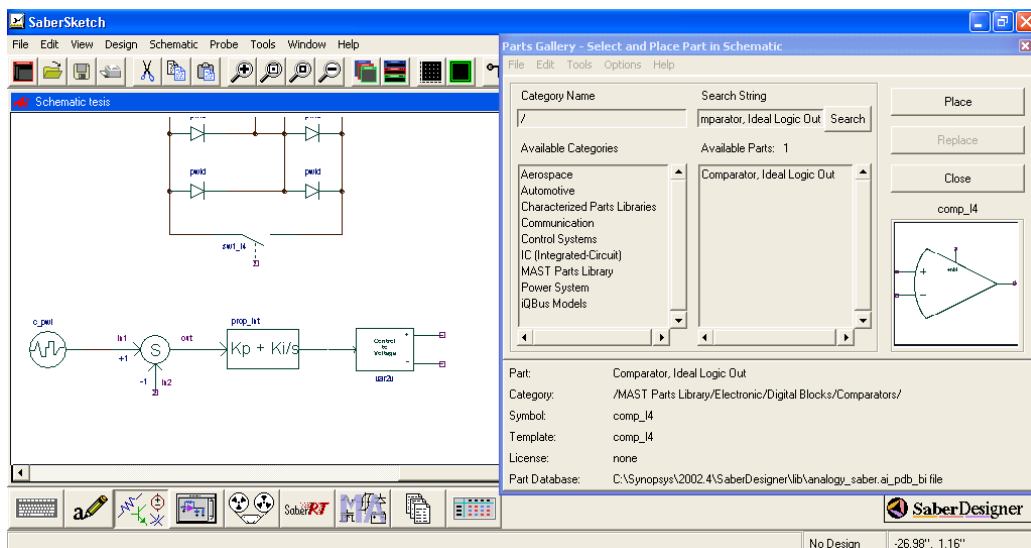 SaberSketch
File Edit View Design Schematic Probe Tools Window Help
Schematic tesis
pwld
pwld
sw1_l4
c_pwl
in1
+1
S
out
-1
in2
prop_int
Kp + Ki/s
Control
to
Voltage
+
-
var2v
Parts Gallery - Select and Place Part in Schematic
File Edit Tools Options Help
Category Name
/
Search String
mparator, Ideal Logic Out
Search
Available Categories
Aerospace
Automotive
Characterized Parts Libraries
Communication
Control Systems
IC (Integrated-Circuit)
MAST Parts Library
Power System
iQBus Models
Available Parts: 1
Comparator, Ideal Logic Out
Place
Replace
Close
comp_l4
+
-
Part: Comparator, Ideal Logic Out
Category: /MAST Parts Library/Electronic/Digital Blocks/Comparators/
Symbol: comp_l4
Template: comp_l4
License: none
Part Database: C:\Synopsys\2002.4\SaberDesigner\lib\analogy_saber.ai_pdb_bi file
a
Saber RT
MA
SaberDesigner
No Design
-26.98", 1.16"